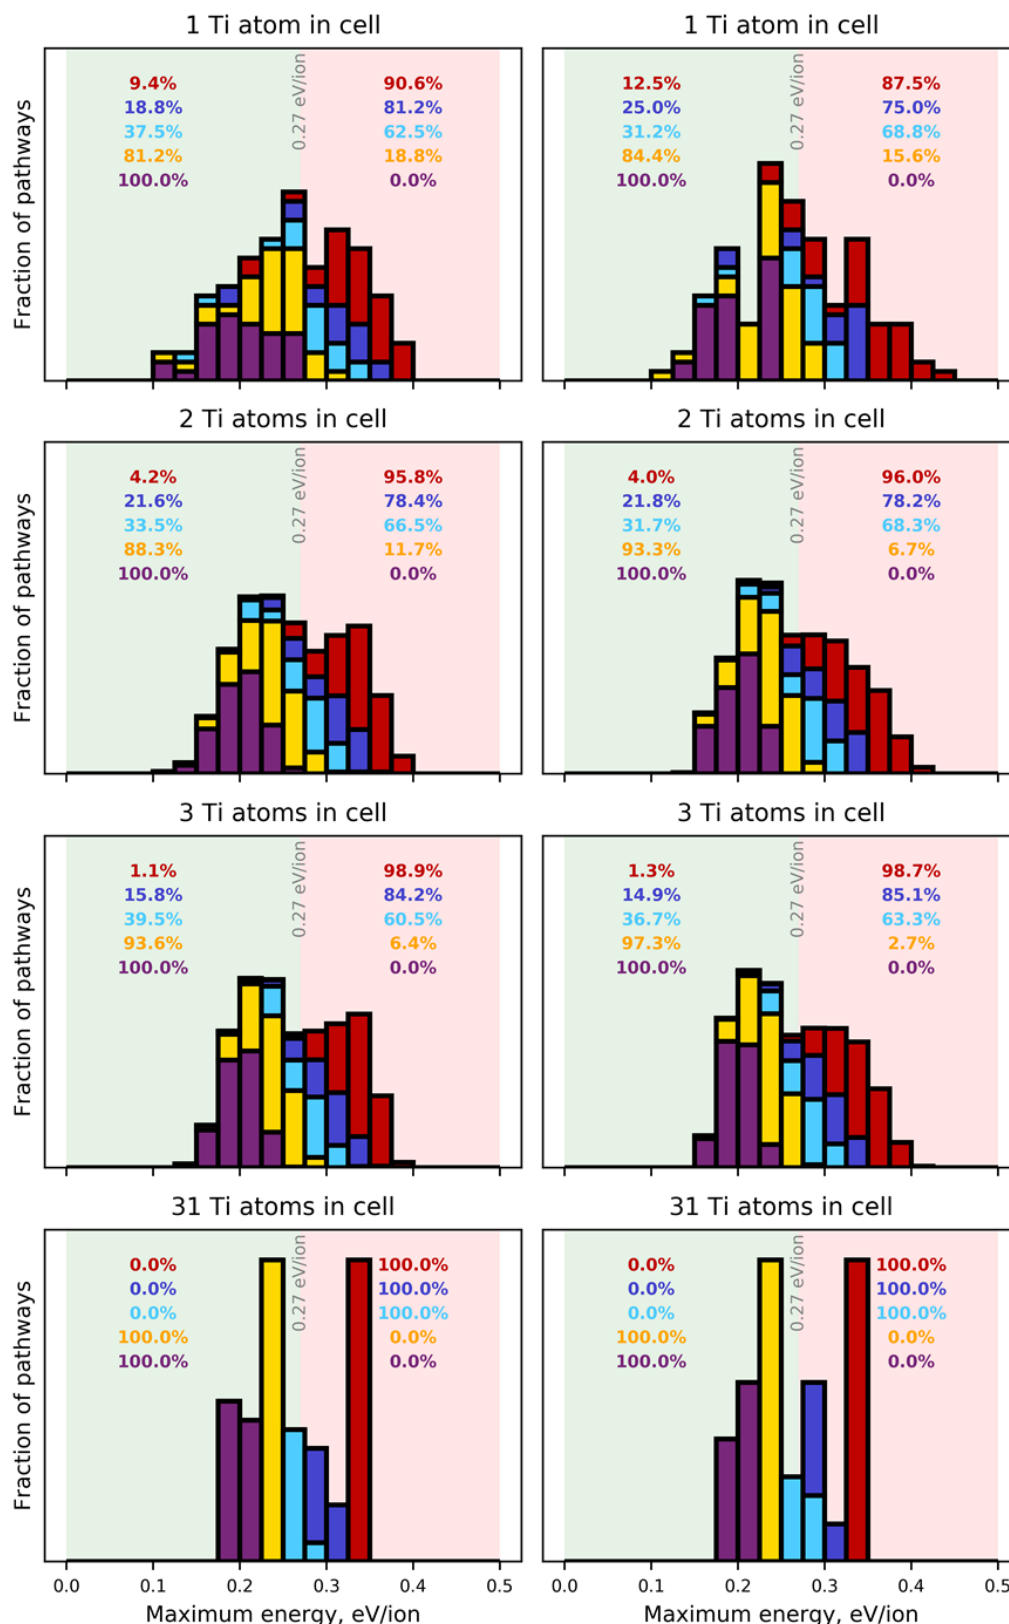 1 Ti atom in cell
1 Ti atom in cell
Fraction of pathways
0.27 eV/ion
9.4% 90.6%
18.8% 81.2%
37.5% 62.5%
81.2% 18.8%
100.0% 0.0%
0.27 eV/ion
12.5% 87.5%
25.0% 75.0%
31.2% 68.8%
84.4% 15.6%
100.0% 0.0%
2 Ti atoms in cell
2 Ti atoms in cell
Fraction of pathways
0.27 eV/ion
4.2% 95.8%
21.6% 78.4%
33.5% 66.5%
88.3% 11.7%
100.0% 0.0%
0.27 eV/ion
4.0% 96.0%
21.8% 78.2%
31.7% 68.3%
93.3% 6.7%
100.0% 0.0%
3 Ti atoms in cell
3 Ti atoms in cell
Fraction of pathways
0.27 eV/ion
1.1% 98.9%
15.8% 84.2%
39.5% 60.5%
93.6% 6.4%
100.0% 0.0%
0.27 eV/ion
1.3% 98.7%
14.9% 85.1%
36.7% 63.3%
97.3% 2.7%
100.0% 0.0%
31 Ti atoms in cell
31 Ti atoms in cell
Fraction of pathways
0.27 eV/ion
0.0% 100.0%
0.0% 100.0%
0.0% 100.0%
100.0% 0.0%
100.0% 0.0%
0.27 eV/ion
0.0% 100.0%
0.0% 100.0%
0.0% 100.0%
100.0% 0.0%
100.0% 0.0%
0.0 0.1 0.2 0.3 0.4 0.5
0.0 0.1 0.2 0.3 0.4 0.5
Maximum energy, eV/ion
Maximum energy, eV/ion